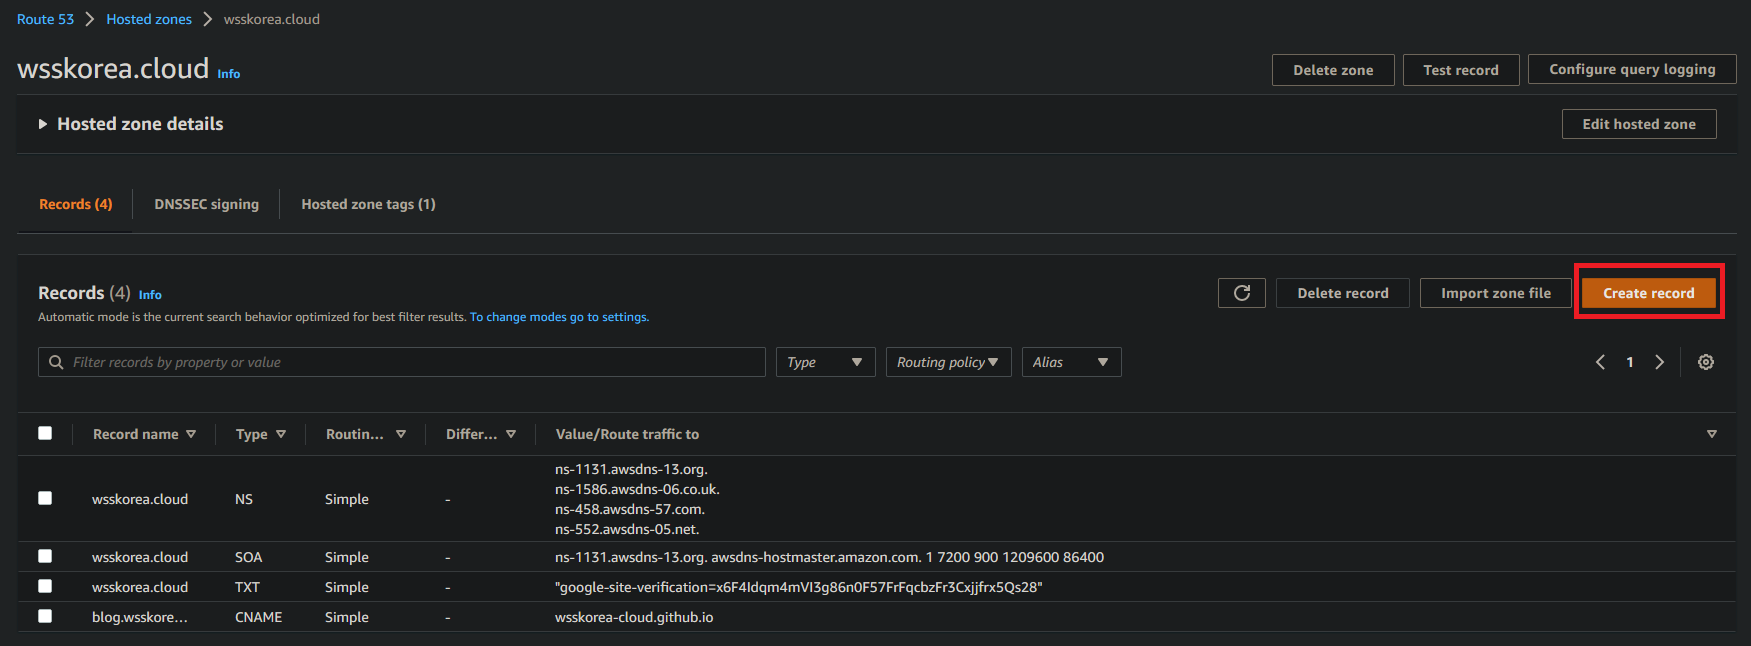 Route 53 > Hosted zones > wsskorea.cloud
wsskorea.cloud Info
Delete zone Test record Configure query logging
Hosted zone details Edit hosted zone
Records (4) DNSSEC signing Hosted zone tags (1)
Records (4) Info
Delete record Import zone file Create record
Automatic mode is the current search behavior optimized for best filter results. To change modes go to settings.
Filter records by property or value Type Routing policy Alias 1
Record name Type Routin... Differ... Value/Route traffic to
ns-1131.awsdns-13.org.
ns-1586.awsdns-06.co.uk.
wsskorea.cloud NS Simple -
ns-458.awsdns-57.com.
ns-552.awsdns-05.net.
wsskorea.cloud SOA Simple - ns-1131.awsdns-13.org. awsdns-hostmaster.amazon.com. 1 7200 900 1209600 86400
wsskorea.cloud TXT Simple - "google-site-verification=x6F4Idqm4mVI3g86n0F57FrFqcbzFr3Cxjjfrx5Qs28"
blog.wsskore... CNAME Simple - wsskorea-cloud.github.io